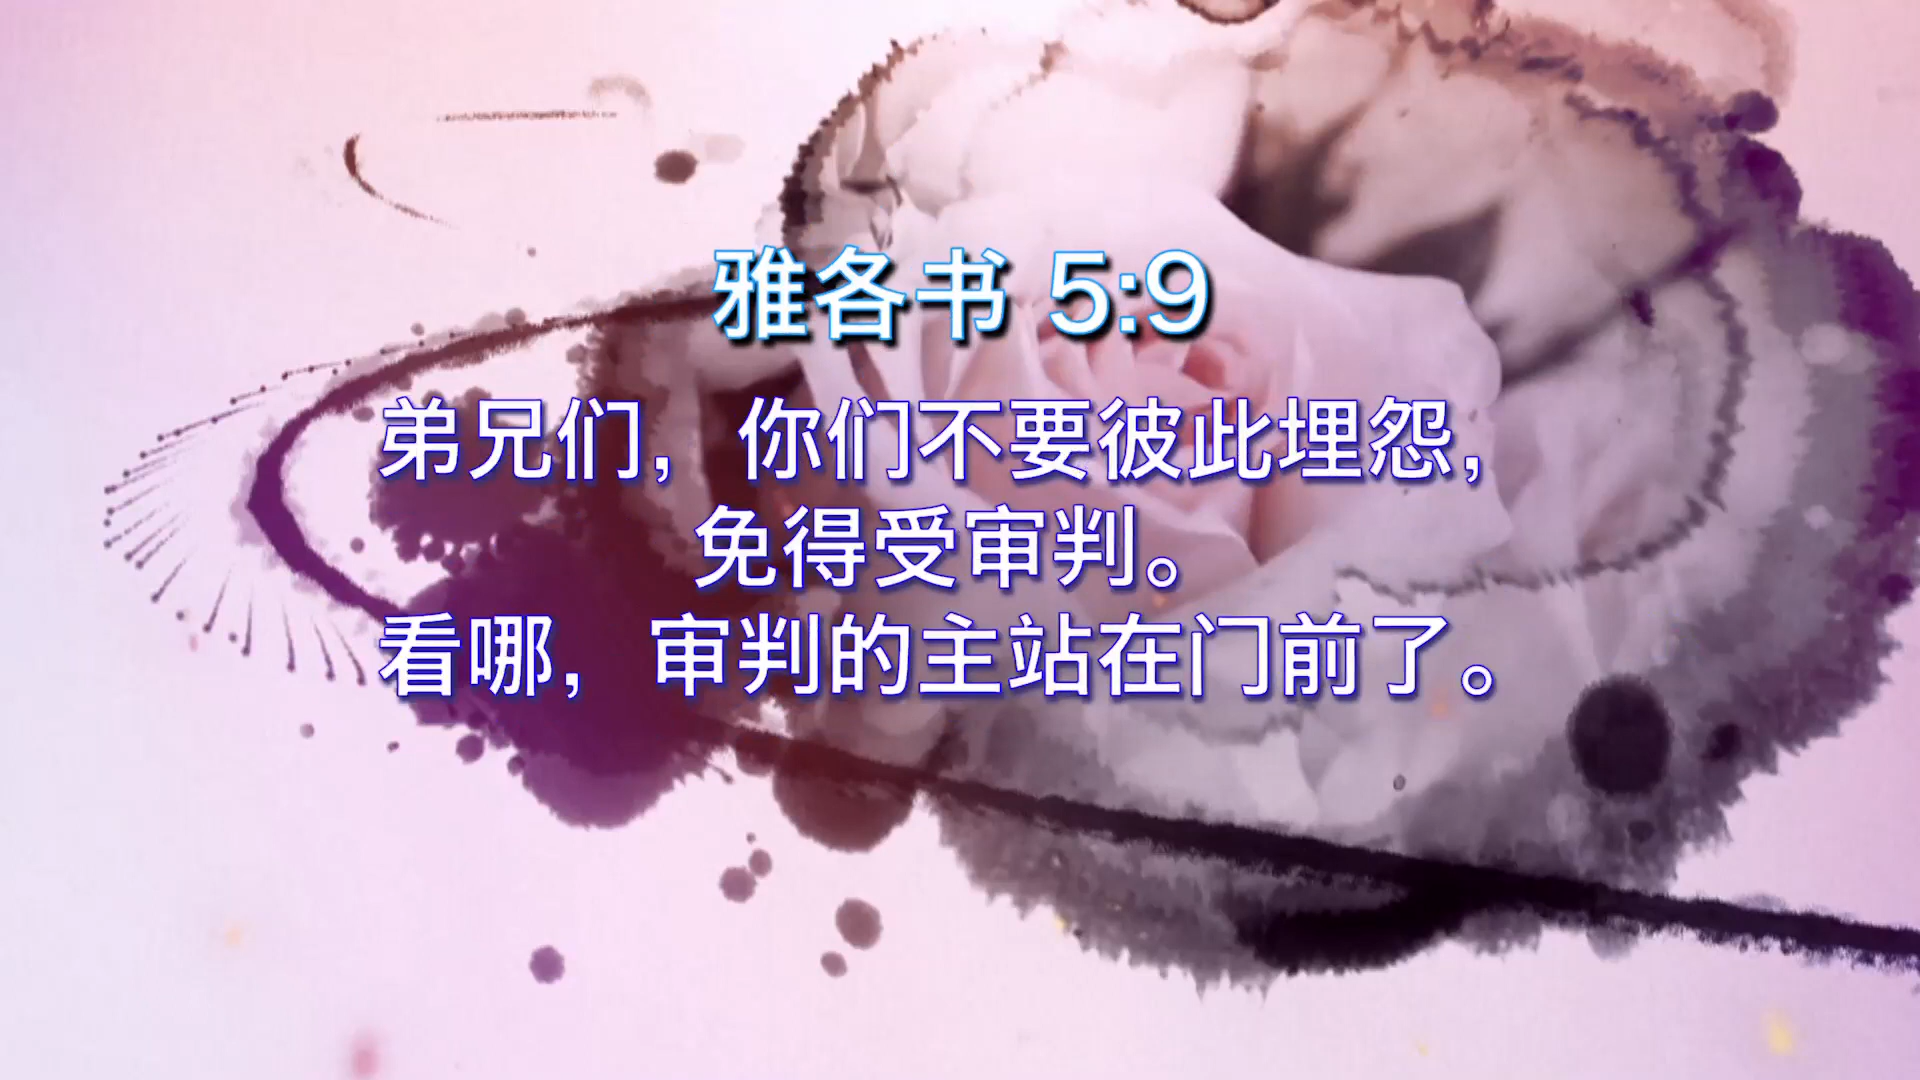 雅各书 5:9
弟兄们，你们不要彼此埋怨，
免得受审判。
看哪，审判的主站在门前了。